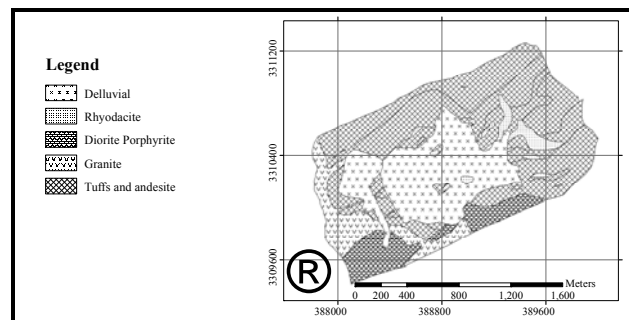 Legend
Delluvial
Rhyodacite
Diorite Porphyrite
Granite
Tuffs and andesite
3311200
3310400
3309600
®
Meters
0 200 400 800 1,200 1,600
388000 388800 389600